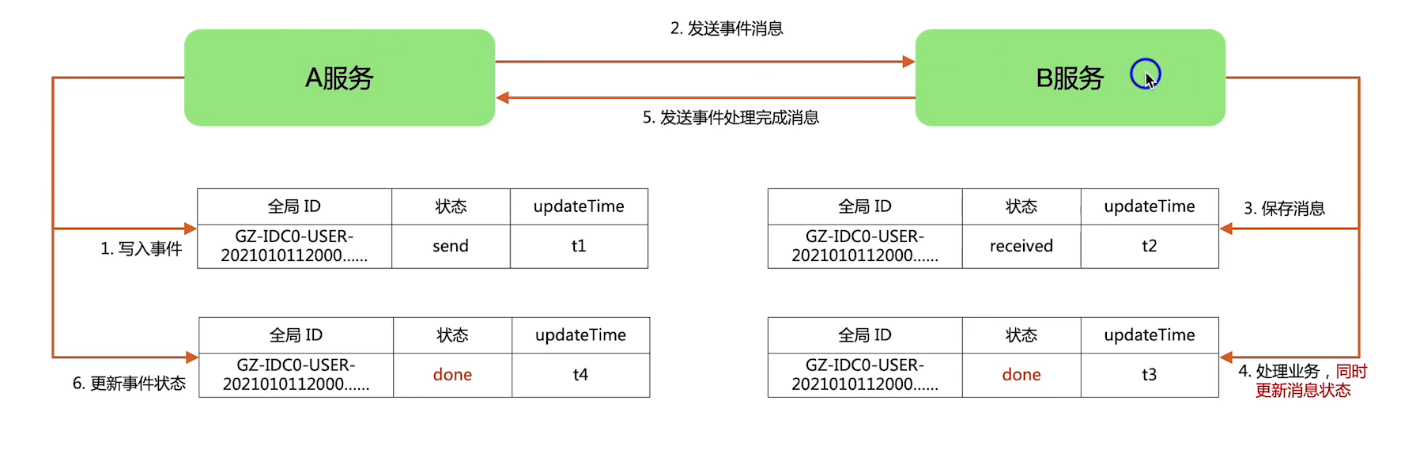 2. 发送事件消息
A服务
B服务
5. 发送事件处理完成消息
全局 ID 状态 updateTime
GZ-IDC0-USER-
2021010112000...... send t1
1. 写入事件
全局 ID 状态 updateTime
GZ-IDC0-USER-
2021010112000...... received t2
3. 保存消息
全局 ID 状态 updateTime
GZ-IDC0-USER-
2021010112000...... done t4
6. 更新事件状态
全局 ID 状态 updateTime
GZ-IDC0-USER-
2021010112000...... done t3
4. 处理业务，同时
更新消息状态